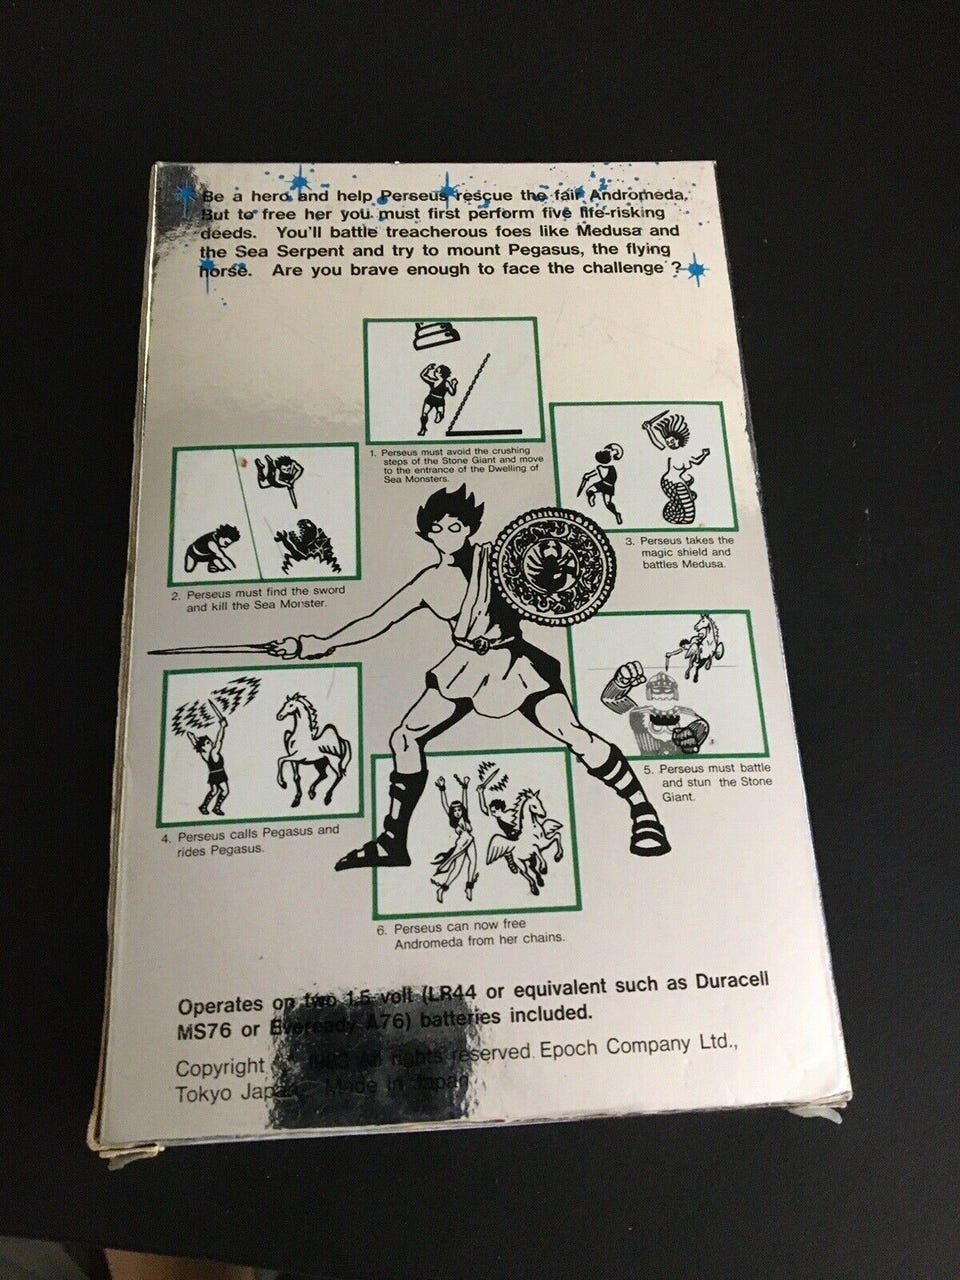 Be a hero and help Perseus rescue the fair Andromeda.
But to free her you must first perform five life-risking
deeds. You'll battle treacherous foes like Medusa and
the Sea Serpent and try to mount Pegasus, the flying
horse. Are you brave enough to face the challenge ?
1. Perseus must avoid the crushing
steps of the Stone Giant and move
to the entrance of the Dwelling of
Sea Monsters.
2. Perseus must find the sword
and kill the Sea Monster.
3. Perseus takes the
magic shield and
battles Medusa.
4. Perseus calls Pegasus and
rides Pegasus.
5. Perseus must battle
and stun the Stone
Giant.
6. Perseus can now free
Andromeda from her chains.
Operates on two 1.5 volt (LR44 or equivalent such as Duracell
MS76 or Eveready A76) batteries included.
Copyright All rights reserved. Epoch Company Ltd.,
Tokyo Japan. Made in Japan